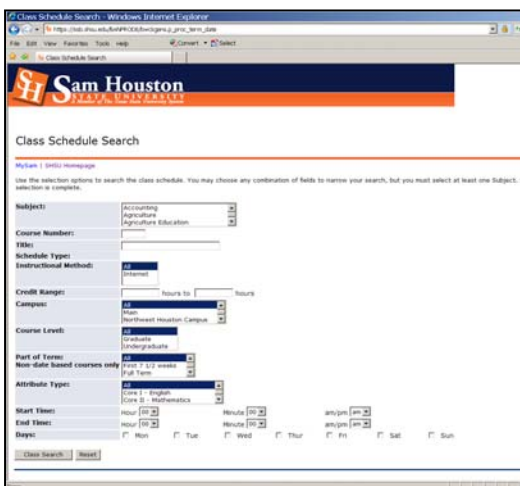 Class Schedule Search - Windows Internet Explorer
File Edit View Favorites Tools Help Convert Select
Class Schedule Search
Sam Houston
STATE UNIVERSITY
A Member of The Texas State University System
Class Schedule Search
MySam | SHSU Homepage
Use the selection options to search the class schedule. You may choose any combination of fields to narrow your search, but you must select at least one Subject.
selection is complete.
Subject: Accounting
Agriculture
Agriculture Education
Course Number:
Title:
Schedule Type:
Instructional Method: All
Internet
Credit Range: hours to hours
Campus: All
Main
Northwest Houston Campus
Course Level: All
Graduate
Undergraduate
Part of Term: All
Non-date based courses only First 7 1/2 weeks
Full Term
Attribute Type: All
Core I - English
Core II - Mathematics
Start Time: Hour 00 Minute 00 am/pm am
End Time: Hour 00 Minute 00 am/pm am
Days: Mon Tue Wed Thur Fri Sat Sun
Class Search Reset